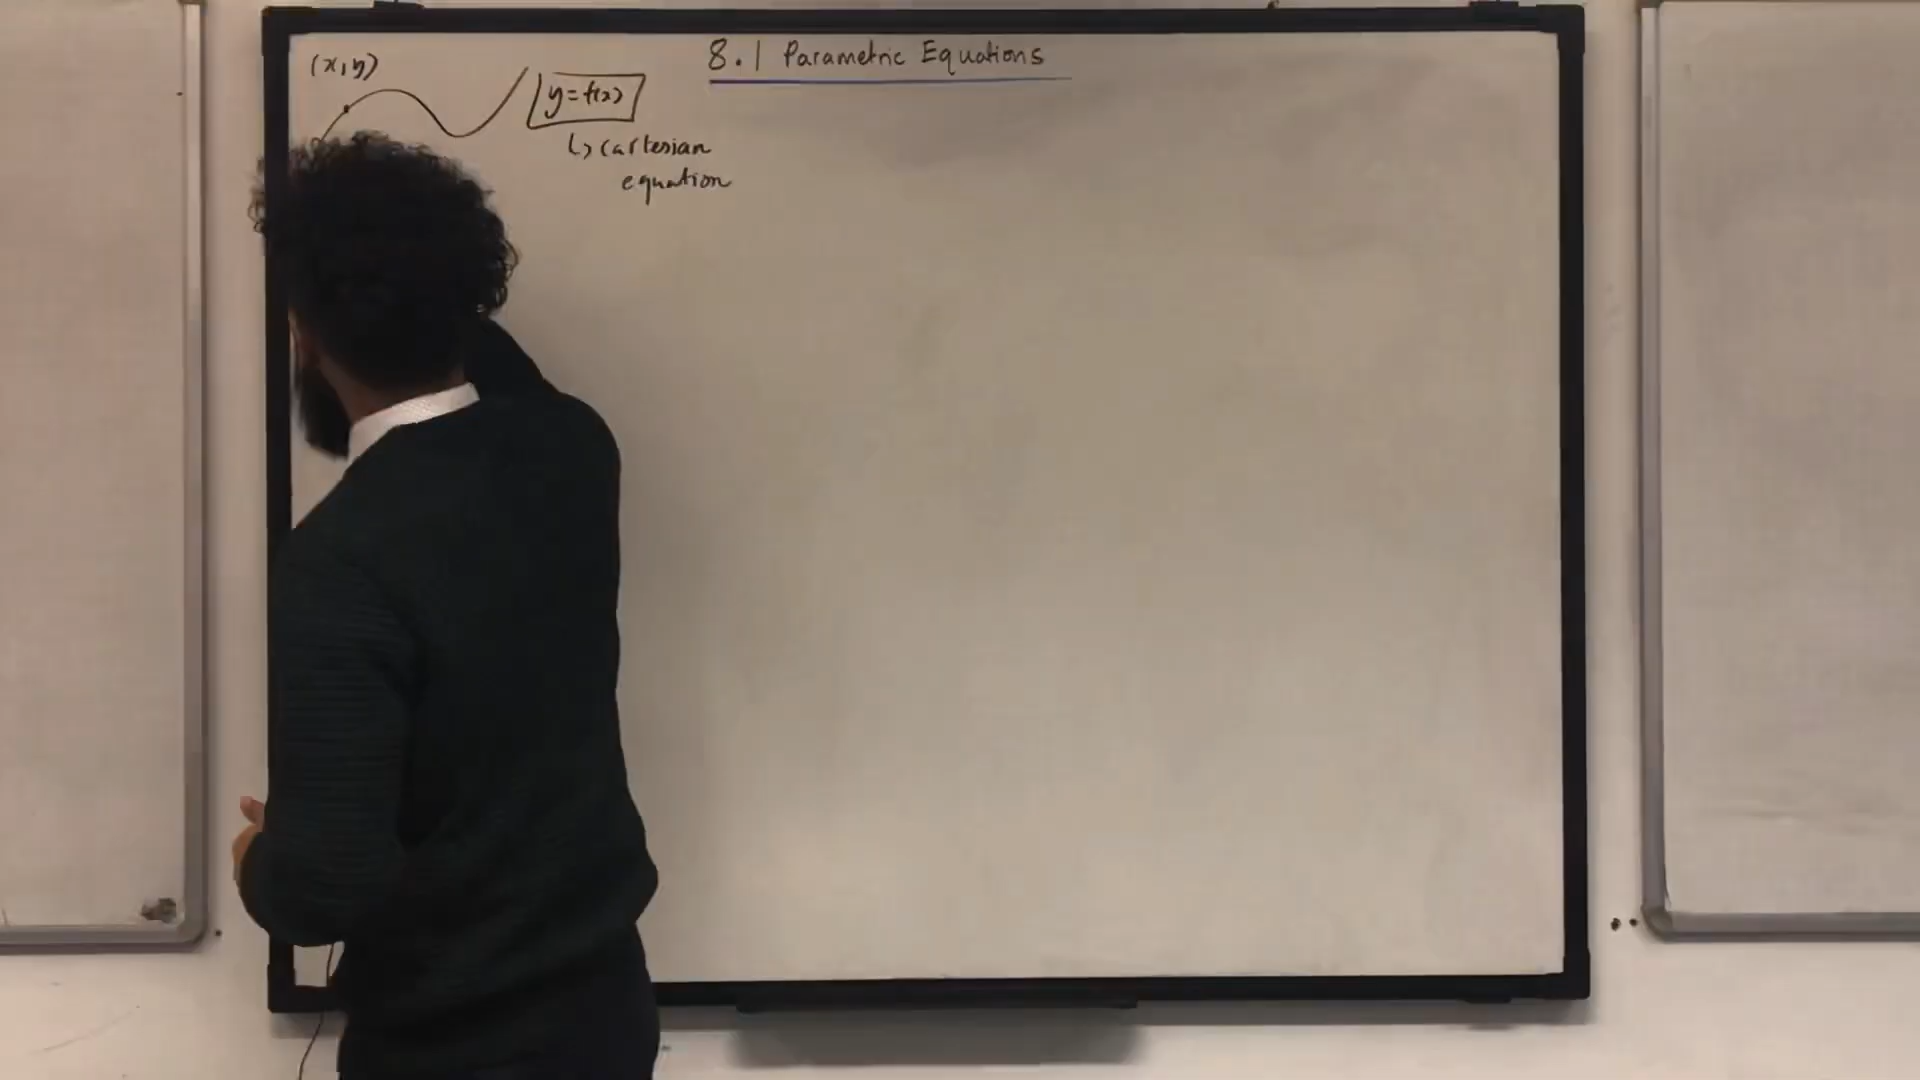 8.1 Parametric Equations
(x,y)
y=f(x)
↳ cartesian
equation